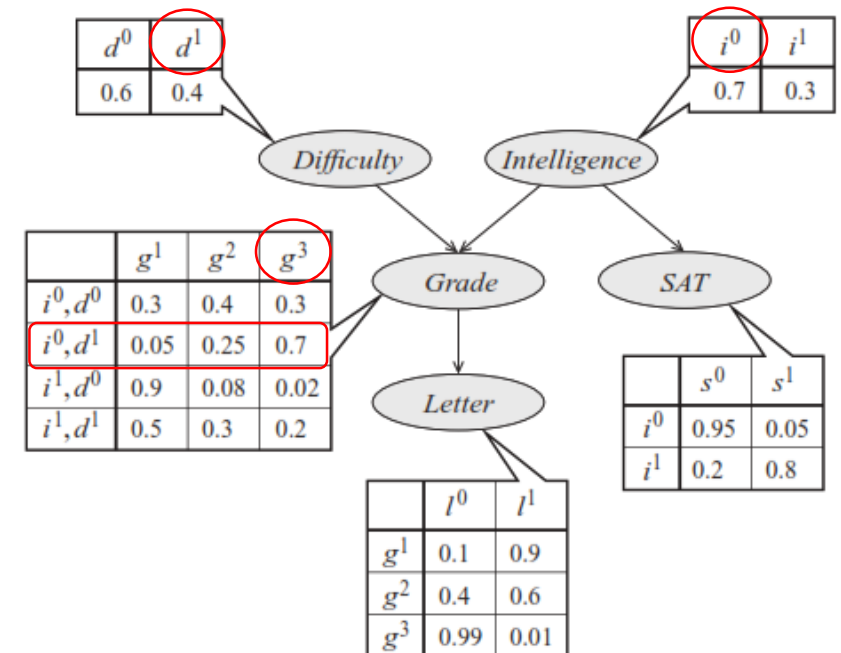 d⁰ d¹
0.6 0.4
i⁰ i¹
0.7 0.3
Difficulty
Intelligence
g¹ g² g³
i⁰,d⁰ 0.3 0.4 0.3
i⁰,d¹ 0.05 0.25 0.7
i¹,d⁰ 0.9 0.08 0.02
i¹,d¹ 0.5 0.3 0.2
Grade
SAT
s⁰ s¹
i⁰ 0.95 0.05
i¹ 0.2 0.8
Letter
l⁰ l¹
g¹ 0.1 0.9
g² 0.4 0.6
g³ 0.99 0.01